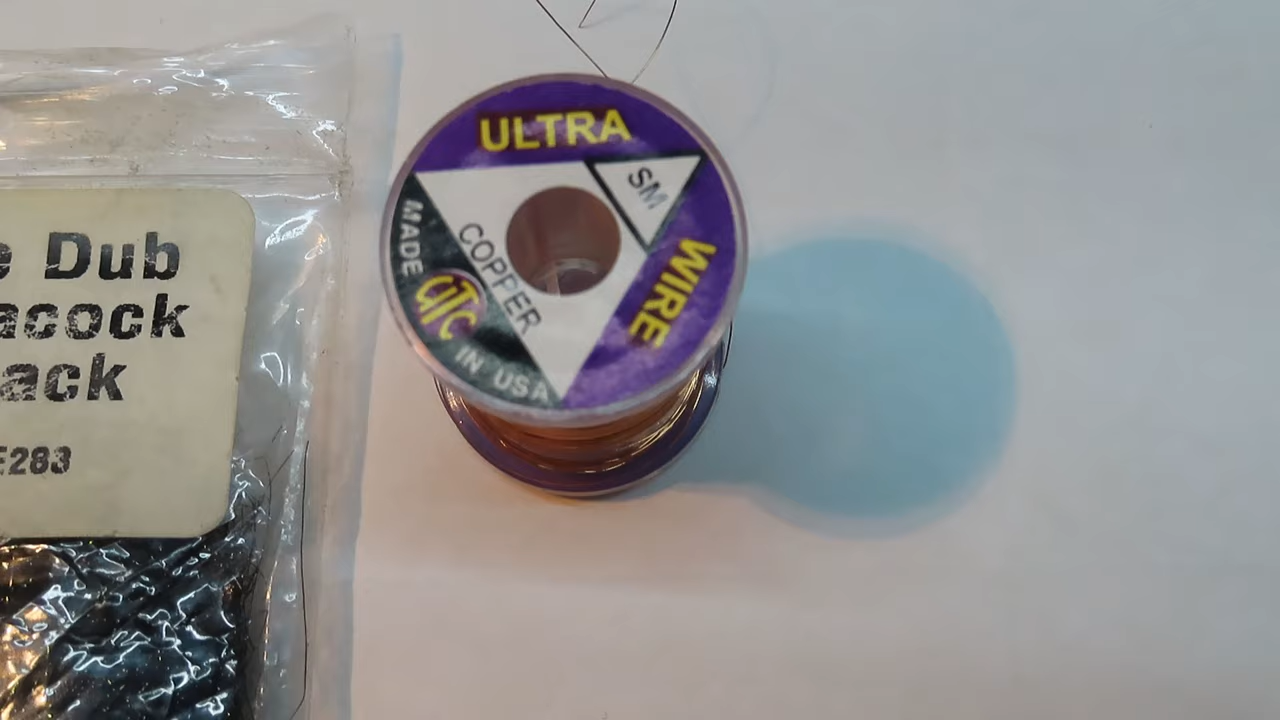 e Dub
acock
ack
E283
ULTRA
WIRE
SM
COPPER
MADE
UTC
IN USA